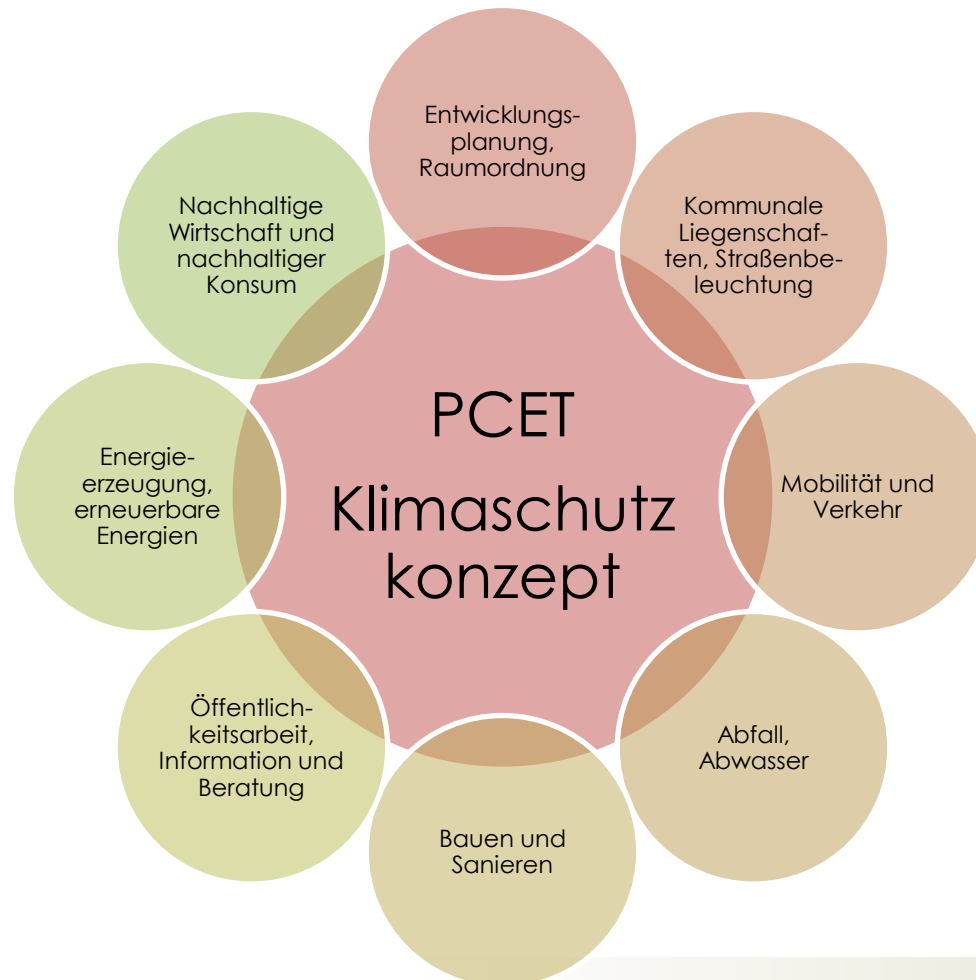 Entwicklungs-
planung,
Raumordnung
Kommunale
Liegenschaf-
ten, Straßenbe-
leuchtung
Mobilität und
Verkehr
Abfall,
Abwasser
Bauen und
Sanieren
Öffentlich-
keitsarbeit,
Information und
Beratung
Energie-
erzeugung,
erneuerbare
Energien
Nachhaltige
Wirtschaft und
nachhaltiger
Konsum
PCET
Klimaschutz
konzept